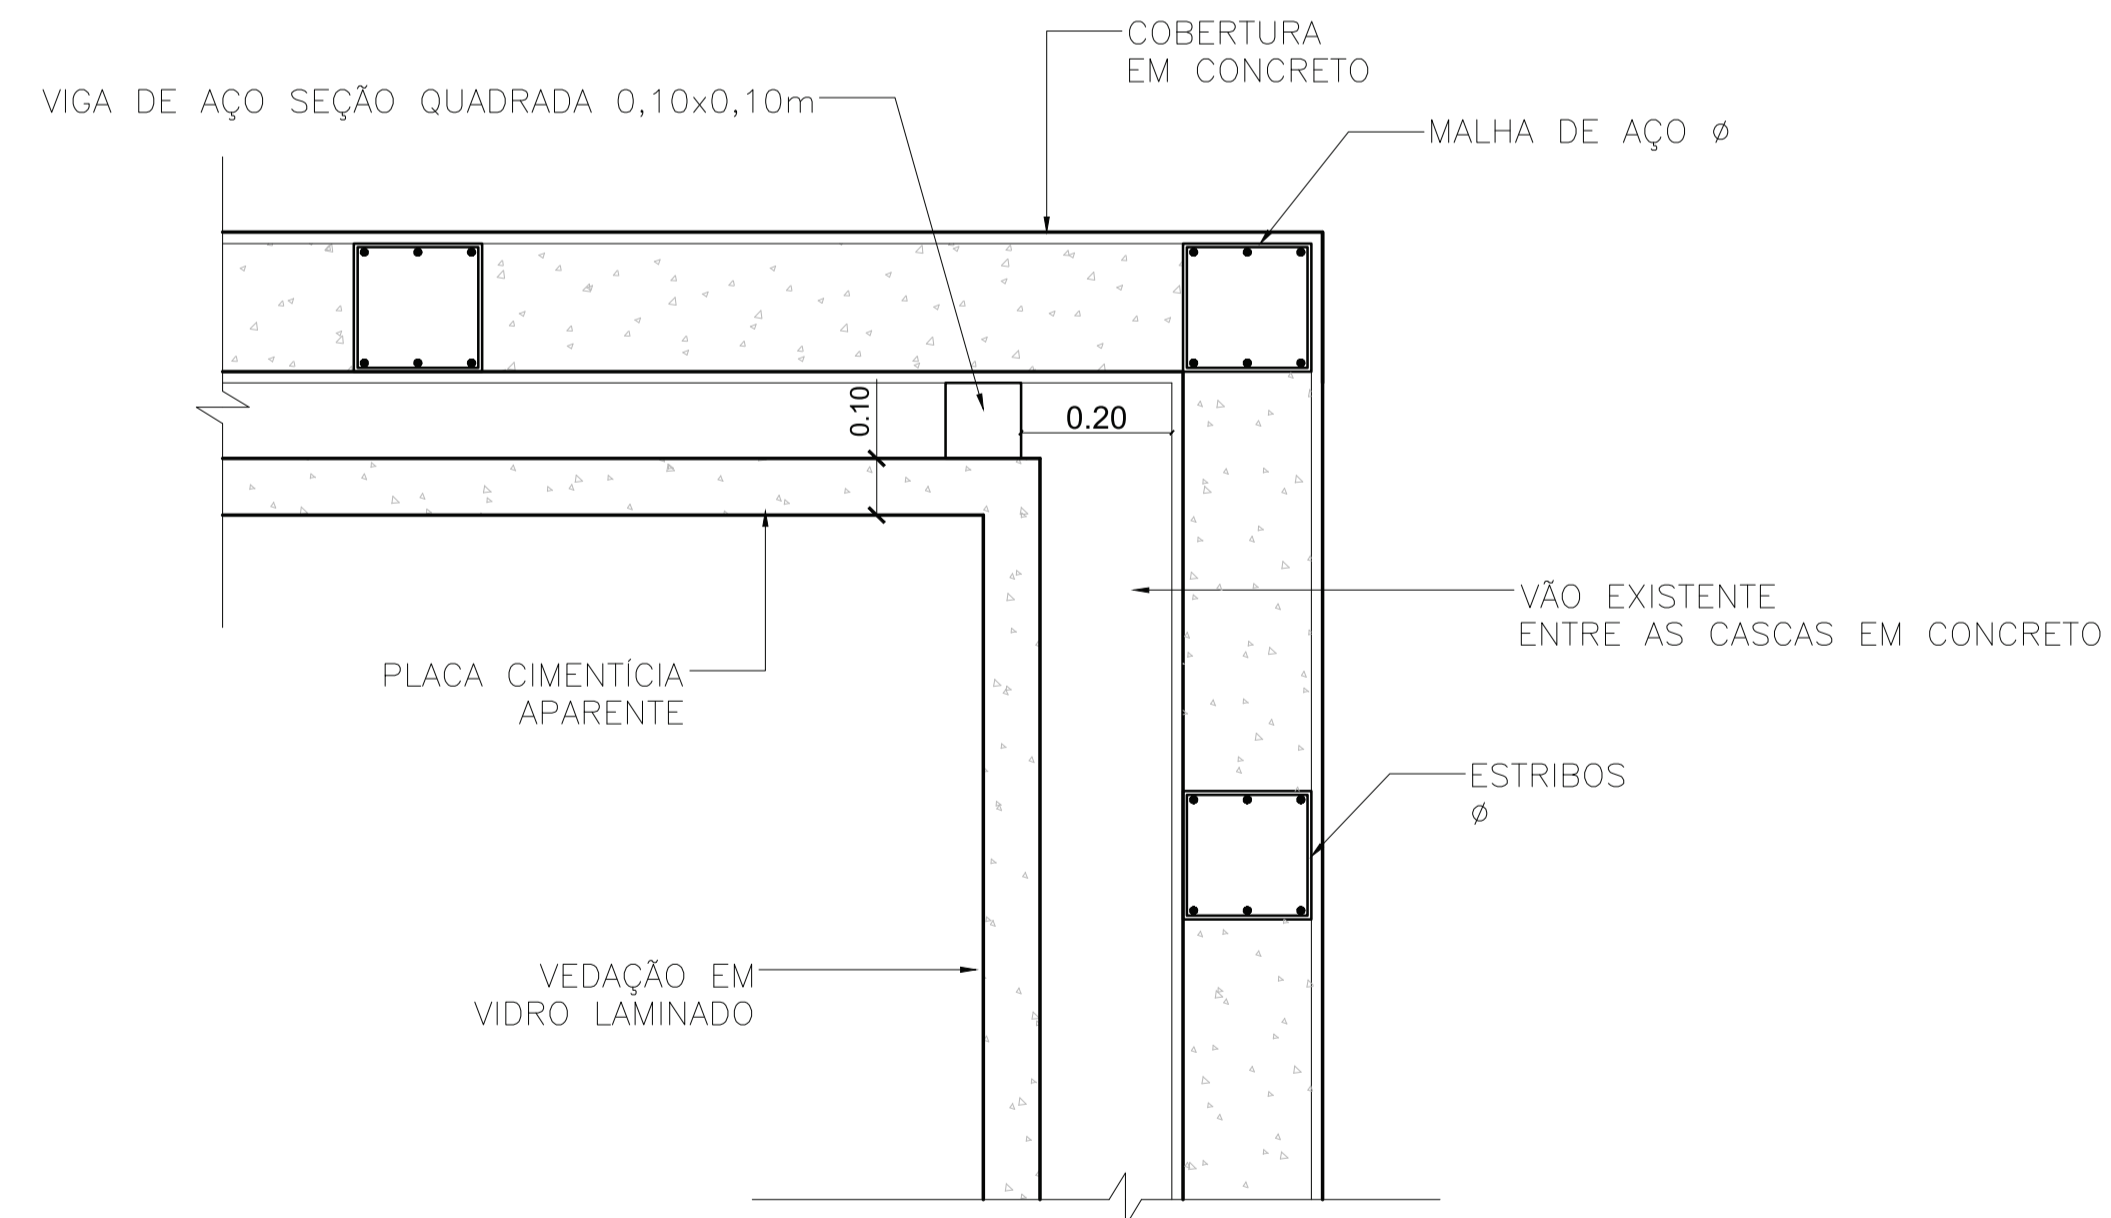 COBERTURA
EM CONCRETO
VIGA DE AÇO SEÇÃO QUADRADA 0,10x0,10m
MALHA DE AÇO ø
0.10
0.20
VÃO EXISTENTE
ENTRE AS CASCAS EM CONCRETO
PLACA CIMENTÍCIA
APARENTE
ESTRIBOS
ø
VEDAÇÃO EM
VIDRO LAMINADO